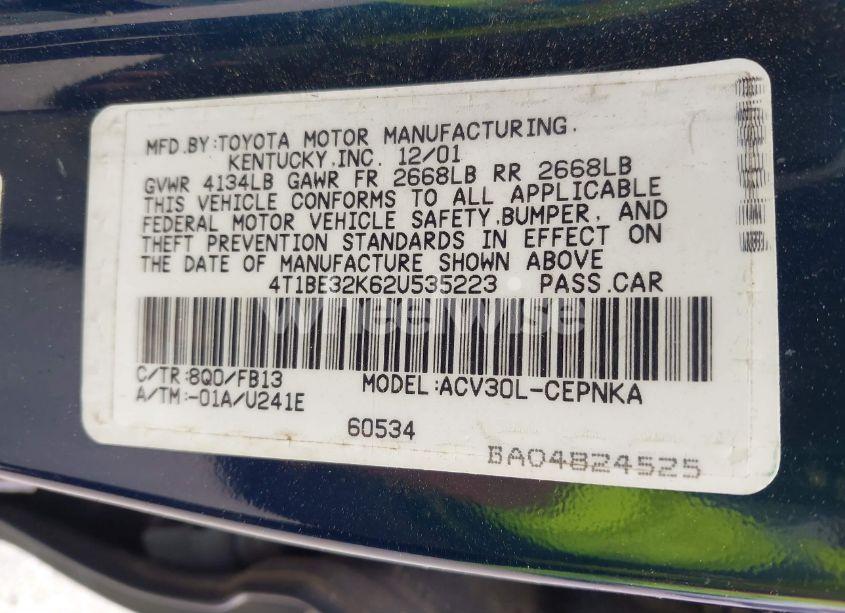 MFD.BY:TOYOTA MOTOR MANUFACTURING.
KENTUCKY.INC. 12/01
GVWR 4134LB GAWR FR 2668LB RR 2668LB
THIS VEHICLE CONFORMS TO ALL APPLICABLE
FEDERAL MOTOR VEHICLE SAFETY.BUMPER. AND
THEFT PREVENTION STANDARDS IN EFFECT ON
THE DATE OF MANUFACTURE SHOWN ABOVE
4T1BE32K62U535223 PASS.CAR
WheelWise
C/TR:8Q0/FB13 MODEL:ACV30L-CEPNKA
A/TM:-01A/U241E
60534
BA04824525